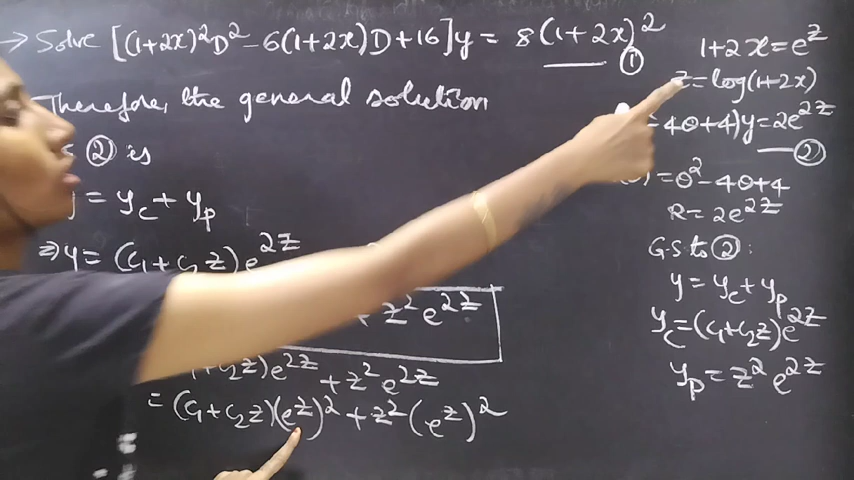 → Solve [(1+2x)²D² - 6(1+2x)D + 16]y = 8(1+2x)²
①
Therefore, the general solution
② is
y = y_c + y_p
⇒ y = (c₁ + c₂z)e^{2z}
+ z²e^{2z}
+c₂z)e^{2z} + z²e^{2z}
= (c₁ + c₂z)(e^z)² + z²(e^z)²
1+2x = e^z
z = log(1+2x)
- 4θ + 4)y = 2e^{2z}
②
= θ² - 4θ + 4
R = 2e^{2z}
G.S to ② :
y = y_c + y_p
y_c = (c₁ + c₂z)e^{2z}
y_p = z² e^{2z}